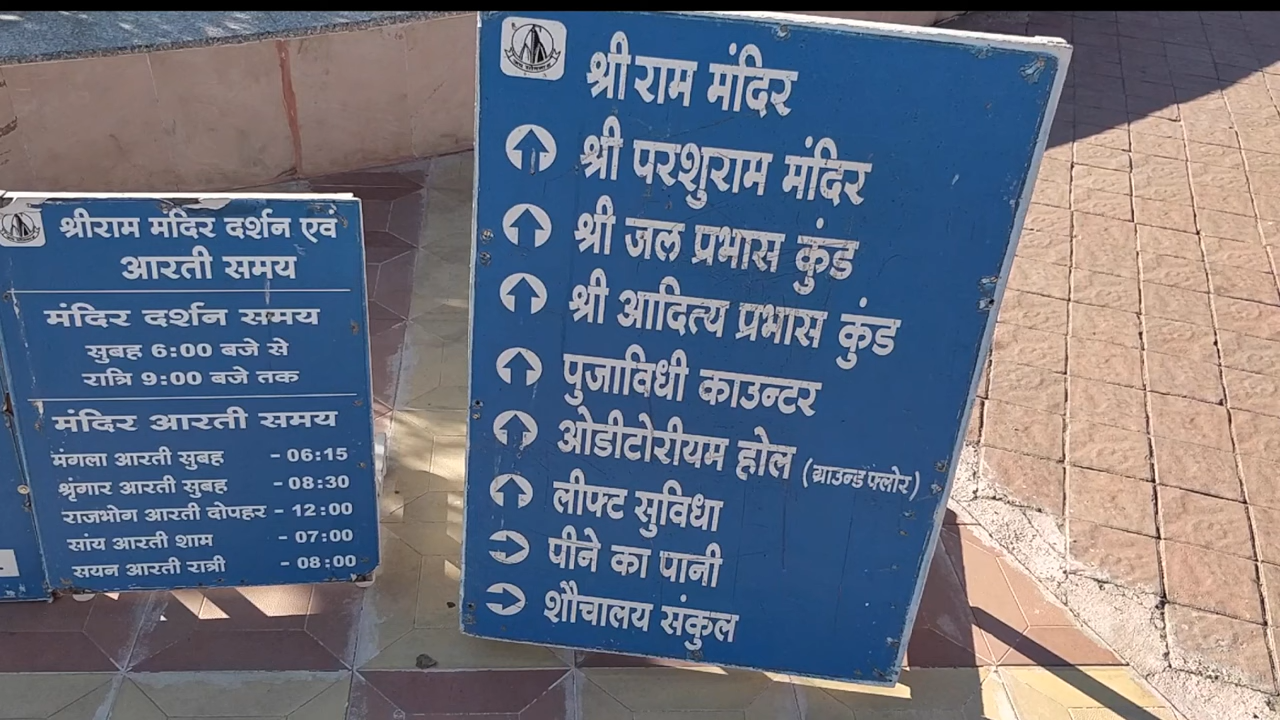 श्रीराम मंदिर दर्शन एवं
आरती समय
मंदिर दर्शन समय
सुबह 6:00 बजे से
रात्रि 9:00 बजे तक
मंदिर आरती समय
मंगला आरती सुबह - 06:15
श्रृंगार आरती सुबह - 08:30
राजभोग आरती दोपहर - 12:00
सांय आरती शाम - 07:00
सयन आरती रात्री - 08:00
श्री राम मंदिर
श्री परशुराम मंदिर
श्री जल प्रभास कुंड
श्री आदित्य प्रभास कुंड
पुजाविधी काउन्टर
ओडीटोरीयम होल (ग्राउन्ड फ्लोर)
लीफ्ट सुविधा
पीने का पानी
शौचालय संकुल